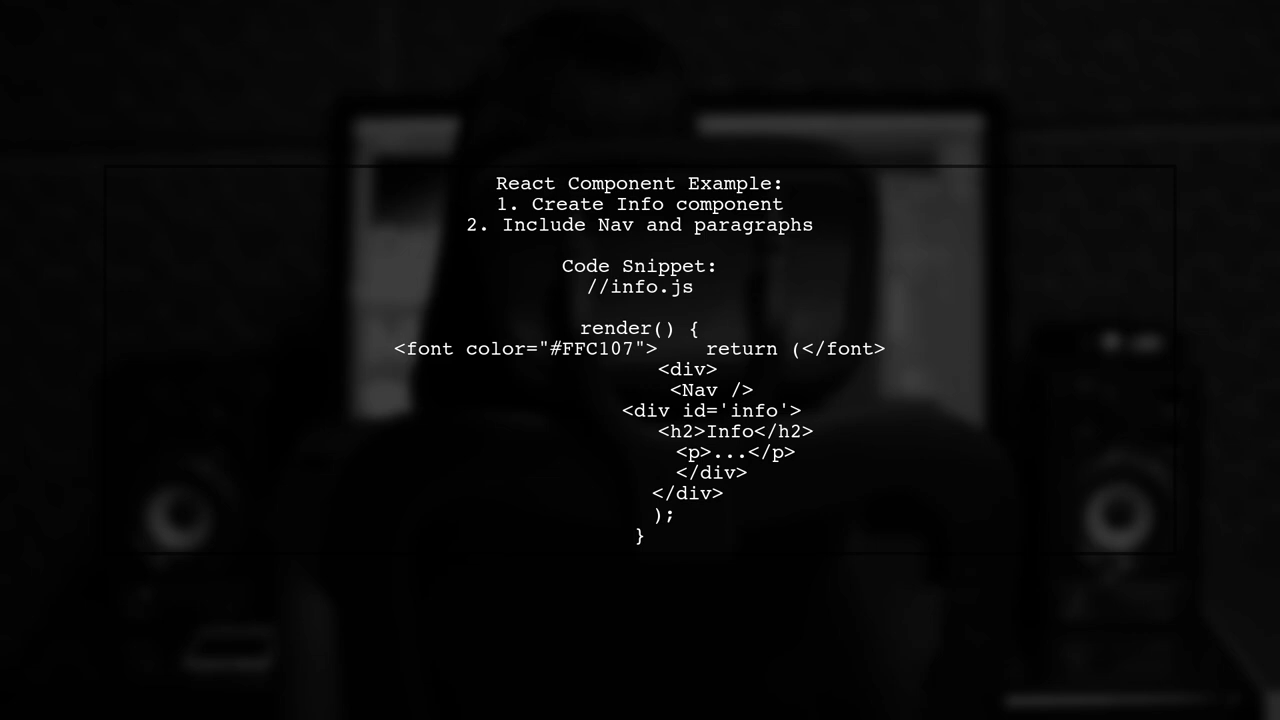 React Component Example:
1. Create Info component
2. Include Nav and paragraphs
Code Snippet:
//info.js
render() {
<font color="#FFC107">    return (</font>
<div>
<Nav />
<div id='info'>
<h2>Info</h2>
<p>...</p>
</div>
</div>
);
}